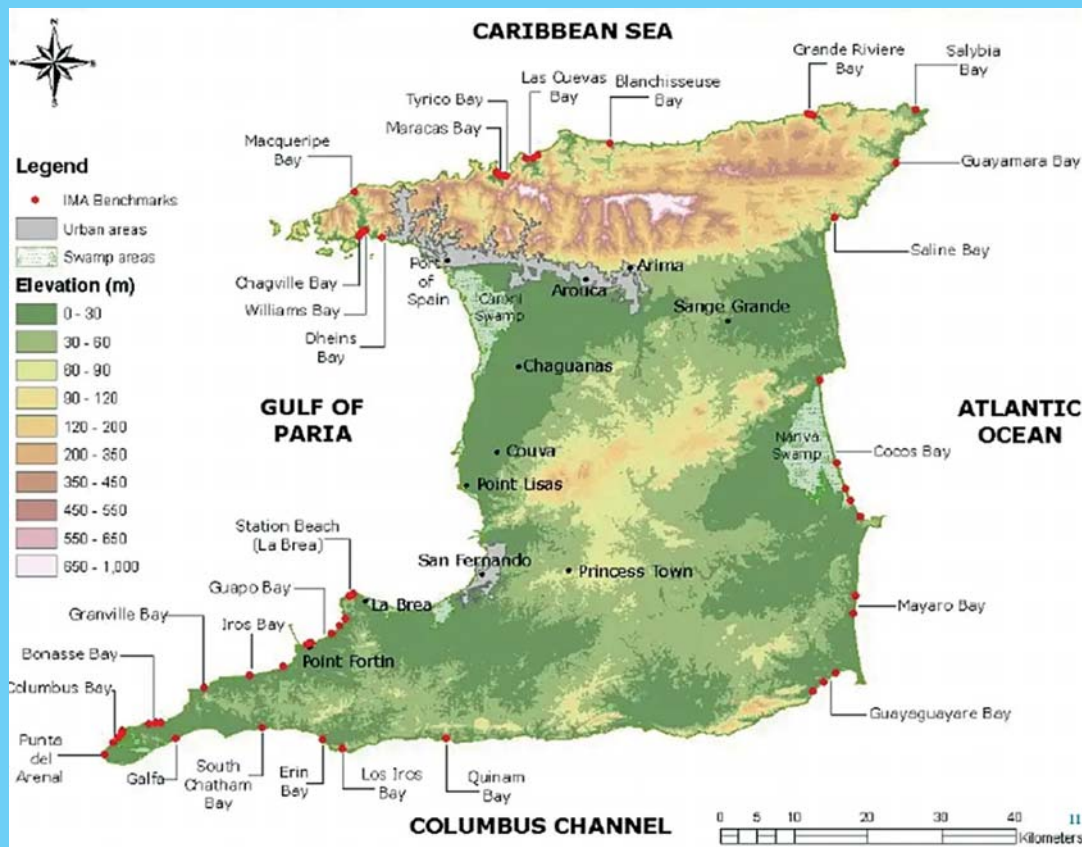 CARIBBEAN SEA
Grande Riviere
Bay
Salybia
Bay
Las Cuevas
Bay
Blanchisseuse
Bay
Tyrico Bay
Maracas Bay
Macqueripe
Bay
Guayamara Bay
Legend
IMA Benchmarks
Urban areas
Swamp areas
Elevation (m)
0 - 30
30 - 60
60 - 90
90 - 120
120 - 200
200 - 350
350 - 450
450 - 550
550 - 650
650 - 1,000
Saline Bay
Chagville Bay
Williams Bay
Dheins
Bay
Port
of
Spain
Caroni
Swamp
Arima
Arouca
Sange Grande
Chaguanas
GULF OF
PARIA
ATLANTIC
OCEAN
Nariva
Swamp
Cocos Bay
Couva
Point Lisas
Station Beach
(La Brea)
San Fernando
Princess Town
Guapo Bay
La Brea
Granville Bay
Iros Bay
Mayaro Bay
Bonasse Bay
Point Fortin
Columbus Bay
Guayaguayare Bay
Punta
del
Arenal
Galfa
South
Chatham
Bay
Erin
Bay
Los Iros
Bay
Quinam
Bay
COLUMBUS CHANNEL
0 5 10 20 30 40
Kilometers
11